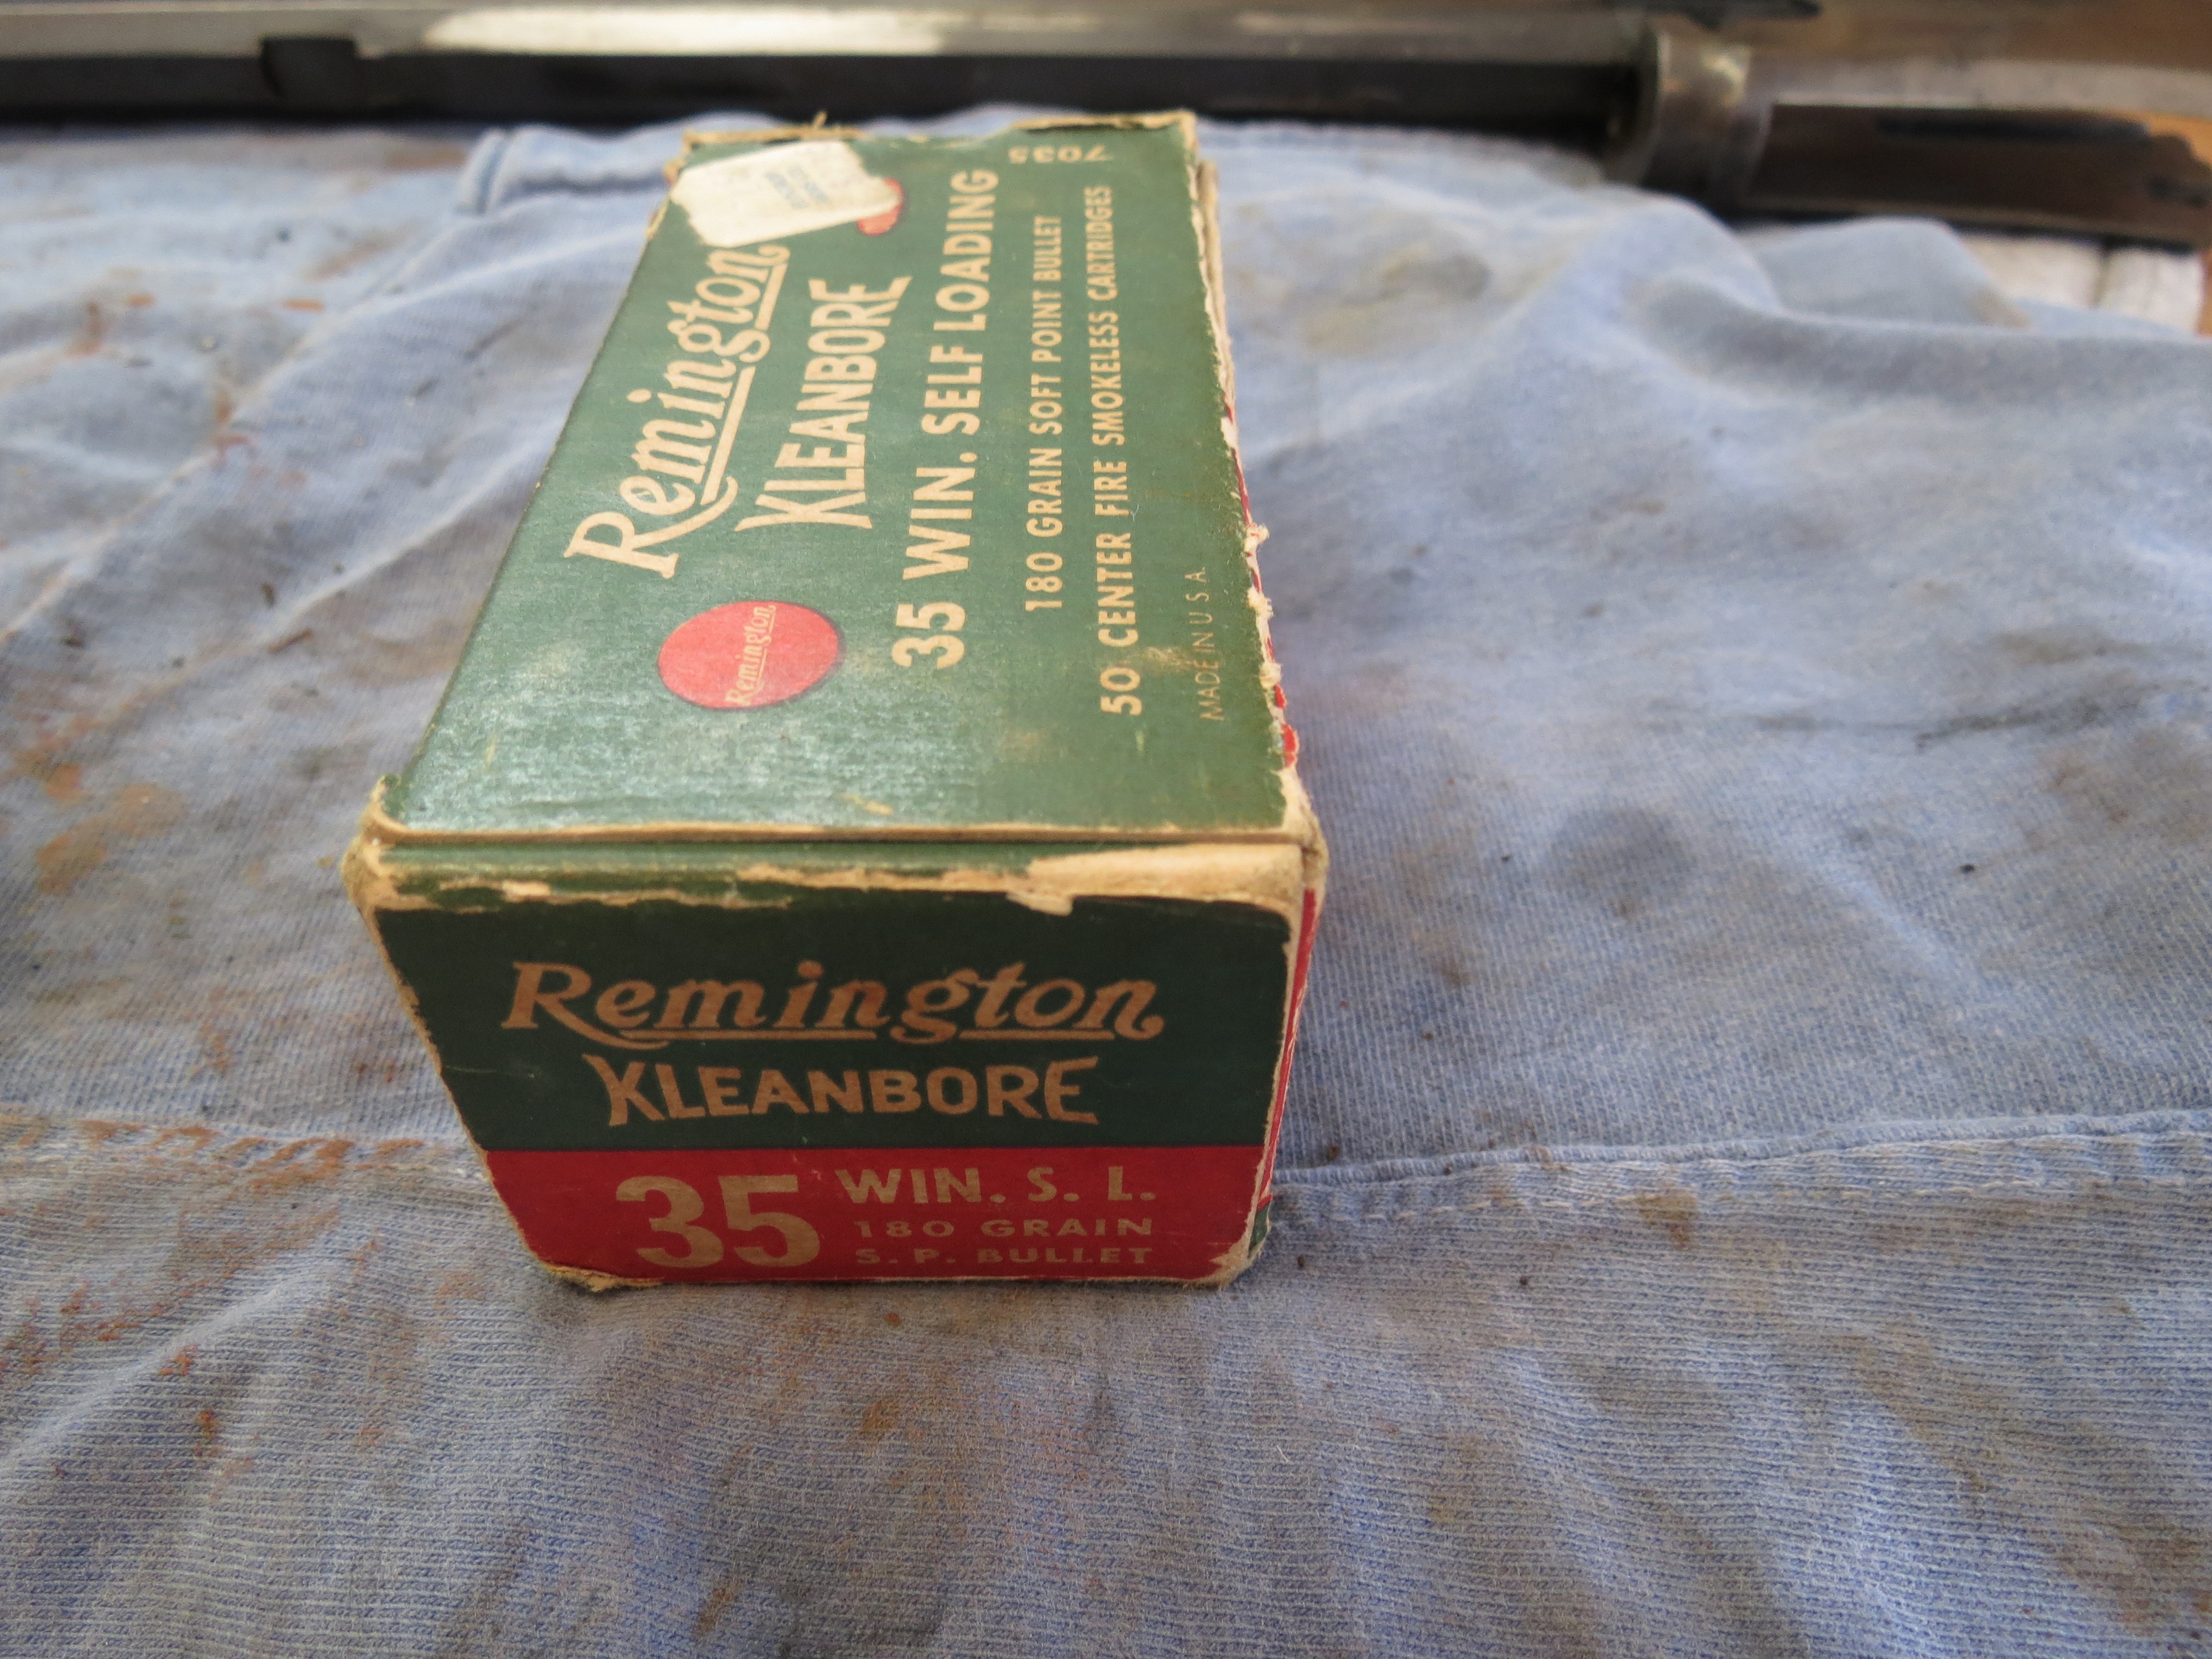 Remington
KLEANBORE
35 WIN. SELF LOADING
180 GRAIN SOFT POINT BULLET
50 CENTER FIRE SMOKELESS CARTRIDGES
MADE IN U.S.A.
Remington
Remington
KLEANBORE
35 WIN. S. L.
180 GRAIN
S. P. BULLET